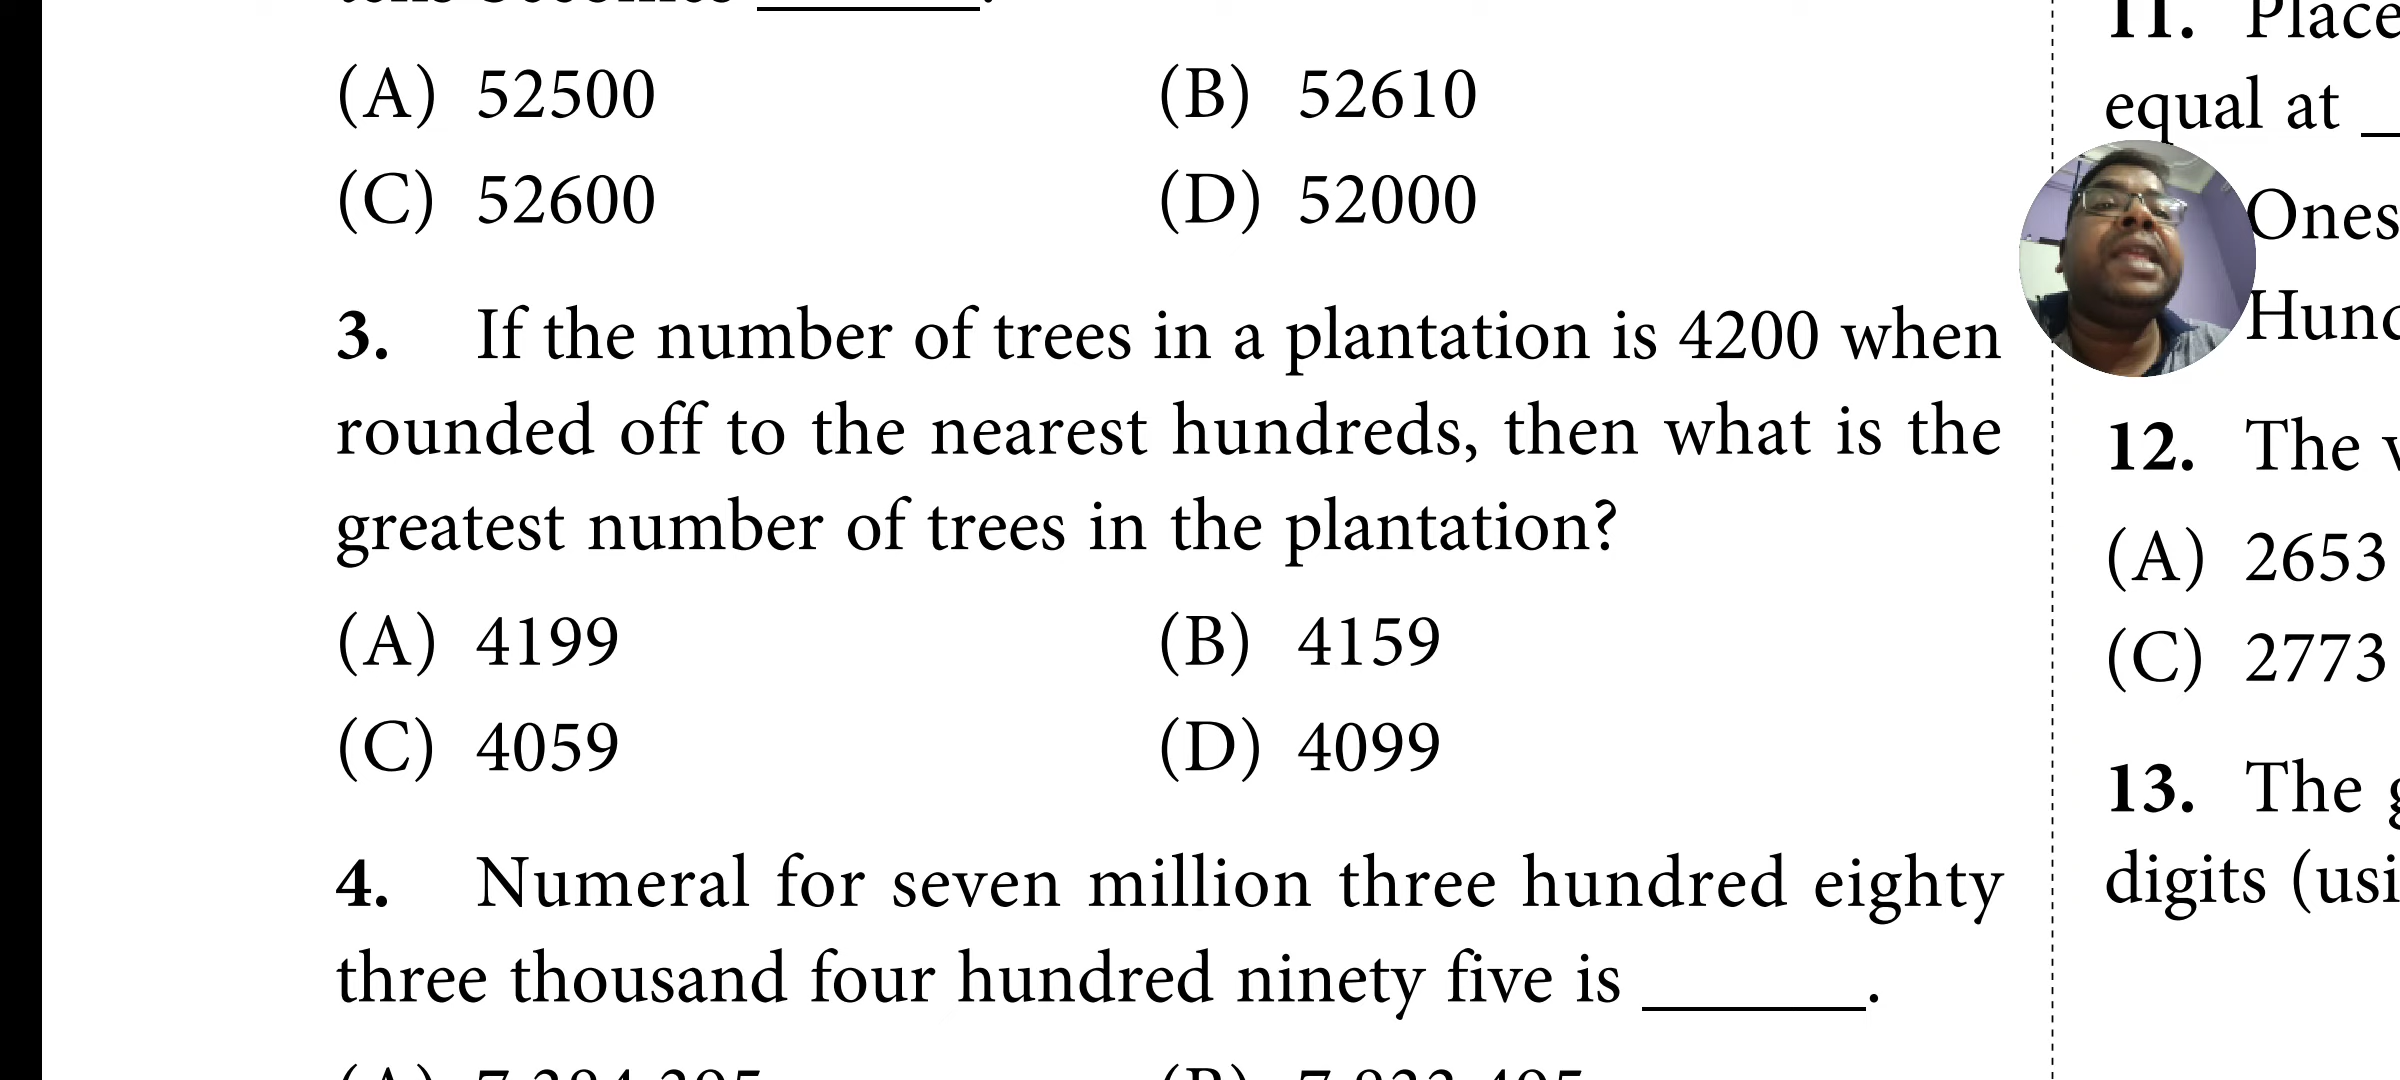 (A) 52500 (B) 52610
(C) 52600 (D) 52000
3. If the number of trees in a plantation is 4200 when
rounded off to the nearest hundreds, then what is the
greatest number of trees in the plantation?
(A) 4199 (B) 4159
(C) 4059 (D) 4099
4. Numeral for seven million three hundred eighty
three thousand four hundred ninety five is ______.
11. Place
equal at
Ones
12. The
(A) 2653
(C) 2773
13. The
digits